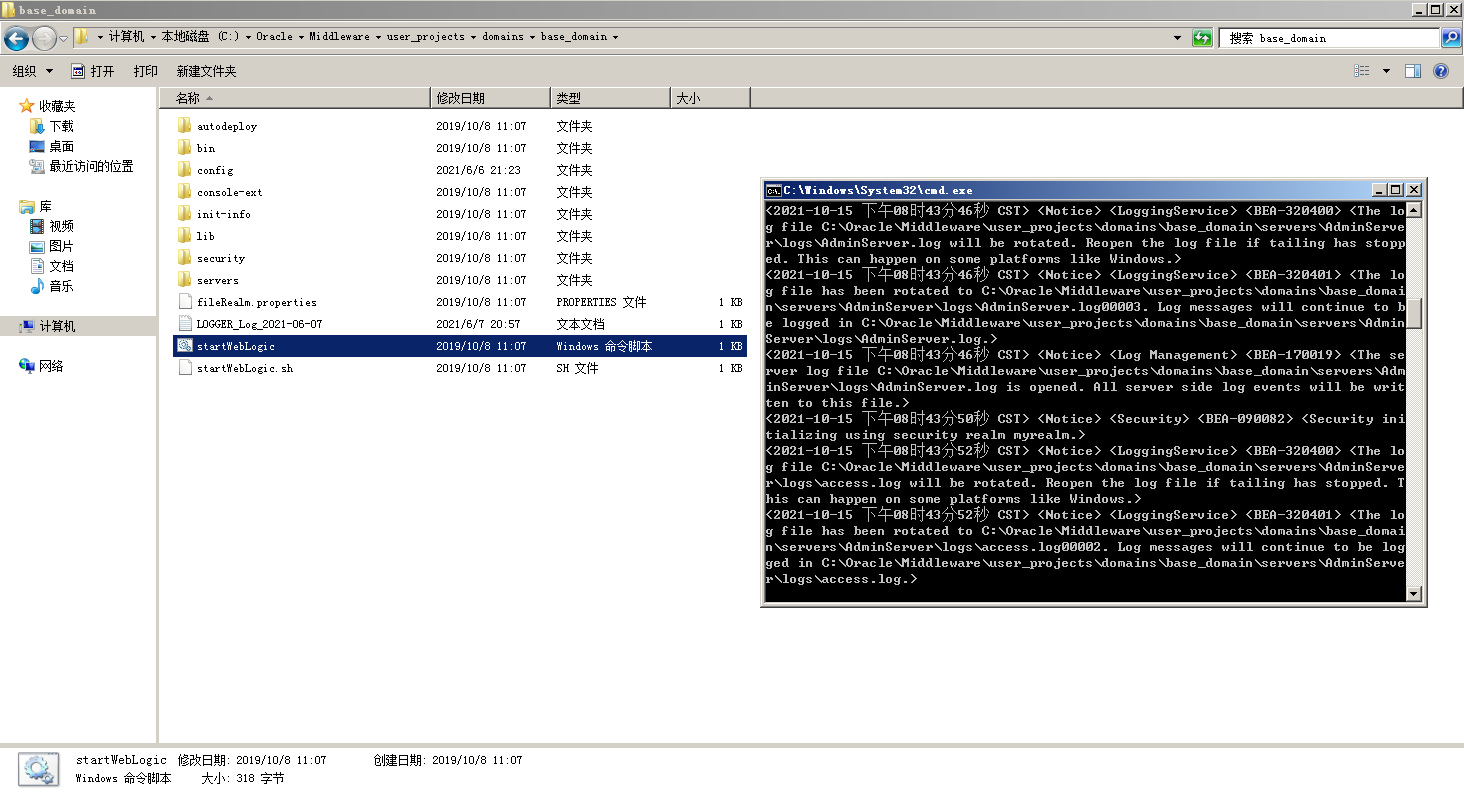 base_domain
计算机 本地磁盘 (C:) Oracle Middleware user_projects domains base_domain
搜索 base_domain
组织 打开 打印 新建文件夹
名称 修改日期 类型 大小
收藏夹
下载
桌面
最近访问的位置
库
视频
图片
文档
音乐
计算机
网络
autodeploy 2019/10/8 11:07 文件夹
bin 2019/10/8 11:07 文件夹
config 2021/6/6 21:23 文件夹
console-ext 2019/10/8 11:07 文件夹
init-info 2019/10/8 11:07 文件夹
lib 2019/10/8 11:07 文件夹
security 2019/10/8 11:07 文件夹
servers 2019/10/8 11:07 文件夹
fileRealm.properties 2019/10/8 11:07 PROPERTIES 文件 1 KB
LOGGER_Log_2021-06-07 2021/6/7 20:57 文本文档 1 KB
startWebLogic 2019/10/8 11:07 Windows 命令脚本 1 KB
startWebLogic.sh 2019/10/8 11:07 SH 文件 1 KB
C:\Windows\System32\cmd.exe
<2021-10-15 下午08时43分46秒 CST> <Notice> <LoggingService> <BEA-320400> <The lo
g file C:\Oracle\Middleware\user_projects\domains\base_domain\servers\AdminServe
r\logs\AdminServer.log will be rotated. Reopen the log file if tailing has stopp
ed. This can happen on some platforms like Windows.>
<2021-10-15 下午08时43分46秒 CST> <Notice> <LoggingService> <BEA-320401> <The lo
g file has been rotated to C:\Oracle\Middleware\user_projects\domains\base_domai
n\servers\AdminServer\logs\AdminServer.log00003. Log messages will continue to b
e logged in C:\Oracle\Middleware\user_projects\domains\base_domain\servers\Admin
Server\logs\AdminServer.log.>
<2021-10-15 下午08时43分46秒 CST> <Notice> <Log Management> <BEA-170019> <The se
rver log file C:\Oracle\Middleware\user_projects\domains\base_domain\servers\Adm
inServer\logs\AdminServer.log is opened. All server side log events will be writ
ten to this file.>
<2021-10-15 下午08时43分50秒 CST> <Notice> <Security> <BEA-090082> <Security ini
tializing using security realm myrealm.>
<2021-10-15 下午08时43分52秒 CST> <Notice> <LoggingService> <BEA-320400> <The lo
g file C:\Oracle\Middleware\user_projects\domains\base_domain\servers\AdminServe
r\logs\access.log will be rotated. Reopen the log file if tailing has stopped. T
his can happen on some platforms like Windows.>
<2021-10-15 下午08时43分52秒 CST> <Notice> <LoggingService> <BEA-320401> <The lo
g file has been rotated to C:\Oracle\Middleware\user_projects\domains\base_domai
n\servers\AdminServer\logs\access.log00002. Log messages will continue to be log
ged in C:\Oracle\Middleware\user_projects\domains\base_domain\servers\AdminServe
r\logs\access.log.>
startWebLogic 修改日期: 2019/10/8 11:07 创建日期: 2019/10/8 11:07
Windows 命令脚本 大小: 318 字节